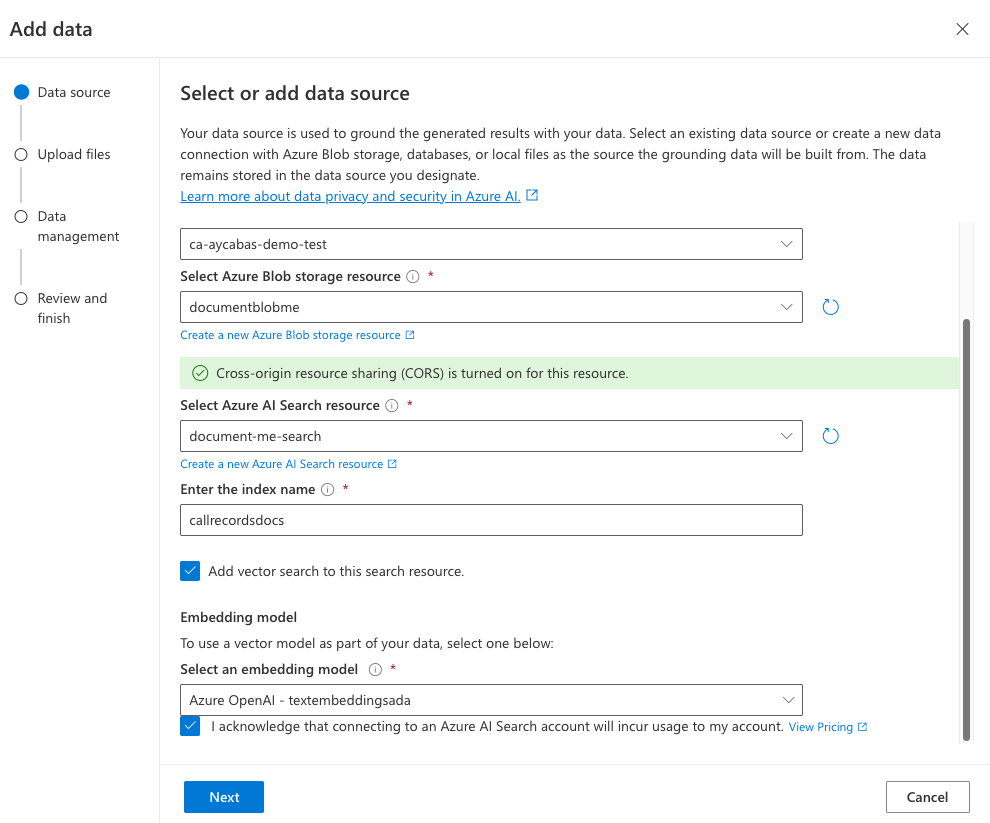 Add data
Data source
Upload files
Data
management
Review and
finish
Select or add data source
Your data source is used to ground the generated results with your data. Select an existing data source or create a new data
connection with Azure Blob storage, databases, or local files as the source the grounding data will be built from. The data
remains stored in the data source you designate.
Learn more about data privacy and security in Azure AI.
ca-aycabas-demo-test
Select Azure Blob storage resource *
documentblobme
Create a new Azure Blob storage resource
Cross-origin resource sharing (CORS) is turned on for this resource.
Select Azure AI Search resource *
document-me-search
Create a new Azure AI Search resource
Enter the index name *
callrecordsdocs
Add vector search to this search resource.
Embedding model
To use a vector model as part of your data, select one below:
Select an embedding model *
Azure OpenAI - textembeddingsada
I acknowledge that connecting to an Azure AI Search account will incur usage to my account. View Pricing
Next
Cancel